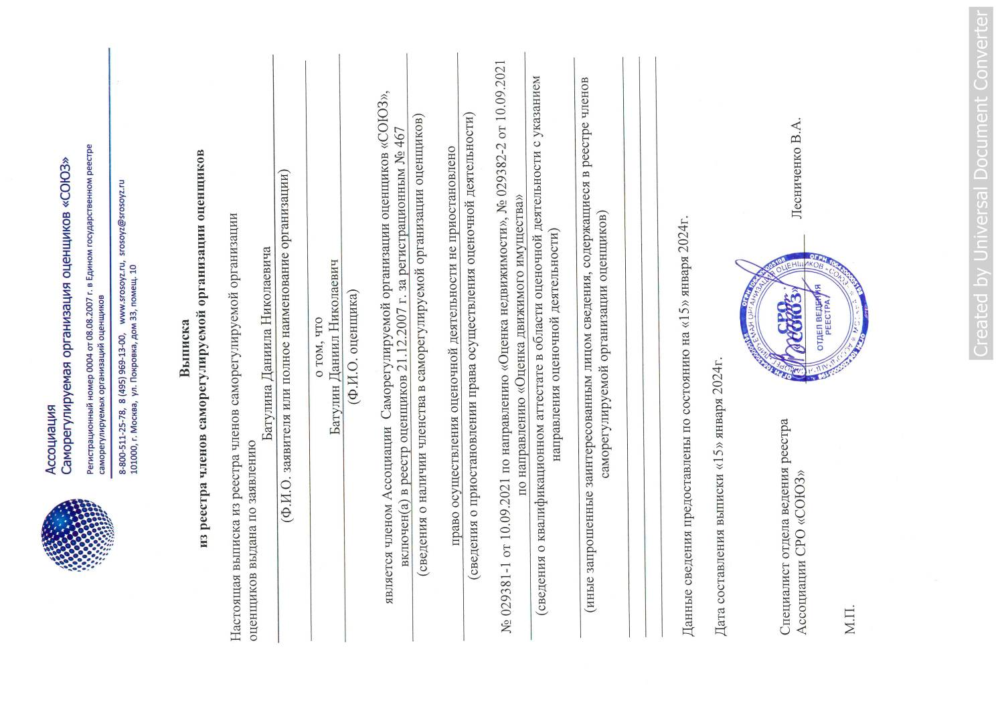 Ассоциация
Саморегулируемая организация оценщиков «СОЮЗ»
Регистрационный номер 0004 от 08.08.2007 г. в Едином государственном реестре
саморегулируемых организаций оценщиков
8-800-511-25-78, 8 (495) 969-13-00, www.srosoyz.ru, srosoyz@srosoyz.ru
101000, г. Москва, ул. Покровка, дом 33, помещ. 10
Выписка
из реестра членов саморегулируемой организации оценщиков
Настоящая выписка из реестра членов саморегулируемой организации
оценщиков выдана по заявлению
Батулина Даниила Николаевича
(Ф.И.О. заявителя или полное наименование организации)
о том, что
Батулин Даниил Николаевич
(Ф.И.О. оценщика)
является членом Ассоциации Саморегулируемой организации оценщиков «СОЮЗ»,
включен(а) в реестр оценщиков 21.12.2007 г. за регистрационным № 467
(сведения о наличии членства в саморегулируемой организации оценщиков)
право осуществления оценочной деятельности не приостановлено
(сведения о приостановлении права осуществления оценочной деятельности)
№ 029381-1 от 10.09.2021 по направлению «Оценка недвижимости», № 029382-2 от 10.09.2021
по направлению «Оценка движимого имущества»
(сведения о квалификационном аттестате в области оценочной деятельности с указанием
направления оценочной деятельности)
(иные запрошенные заинтересованным лицом сведения, содержащиеся в реестре членов
саморегулируемой организации оценщиков)
Данные сведения предоставлены по состоянию на «15» января 2024г.
Дата составления выписки «15» января 2024г.
Специалист отдела ведения реестра
Ассоциации СРО «СОЮЗ»
Лесниченко В.А.
СРО
«СОЮЗ»
ОТДЕЛ ВЕДЕНИЯ
РЕЕСТРА
М.П.
Created by Universal Document Converter